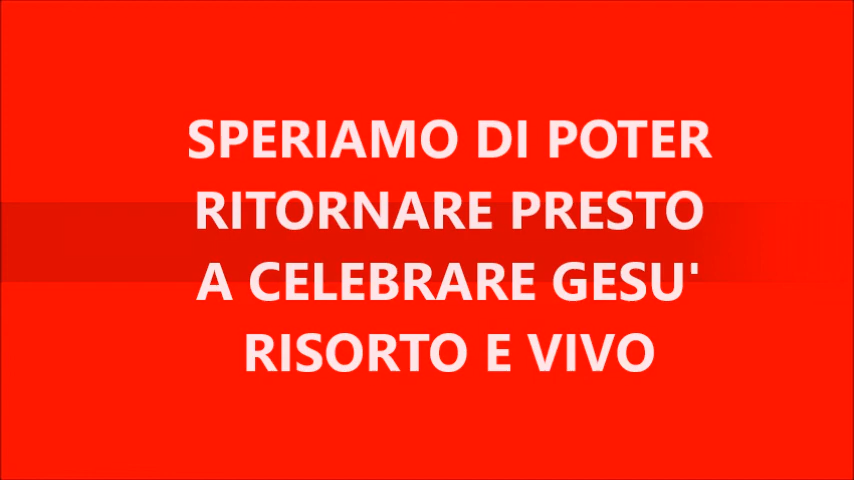 SPERIAMO DI POTER
RITORNARE PRESTO
A CELEBRARE GESU'
RISORTO E VIVO